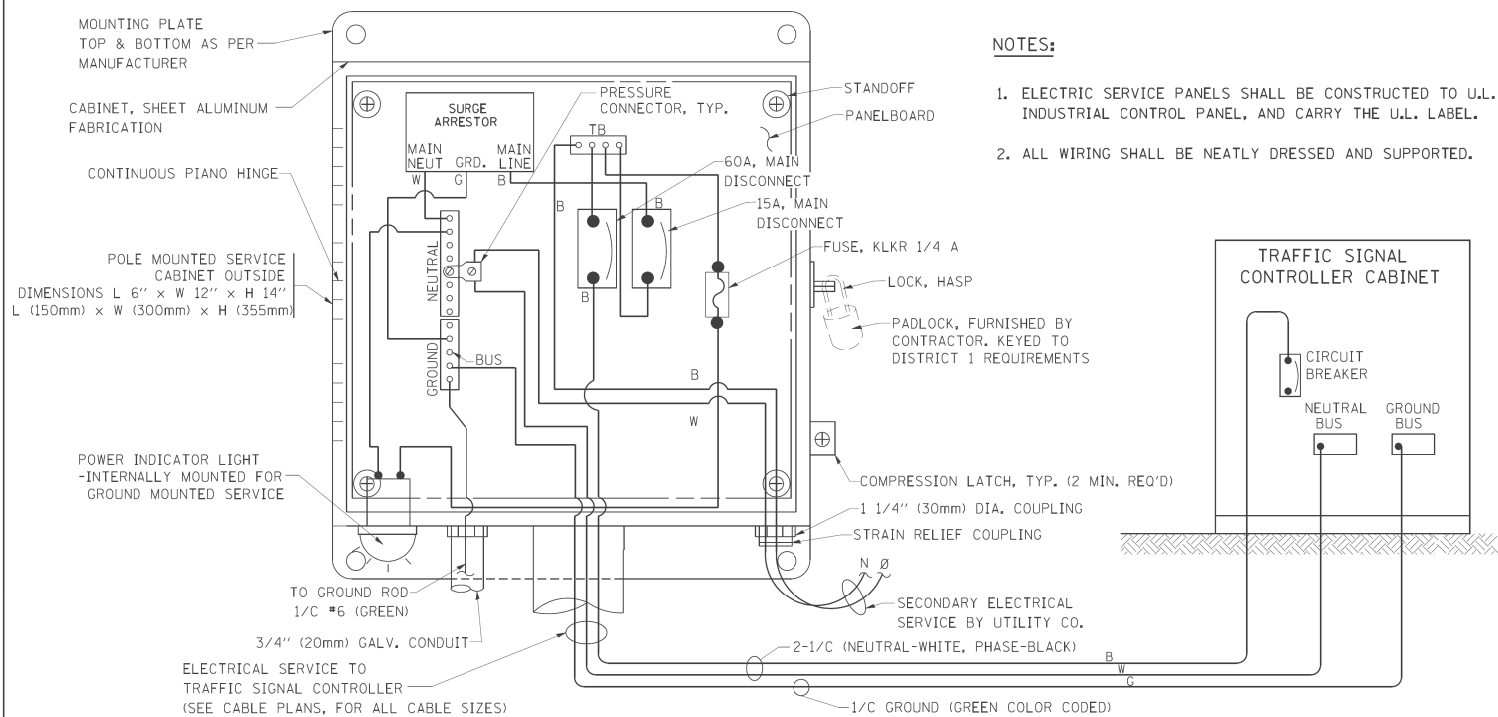 MOUNTING PLATE
TOP & BOTTOM AS PER
MANUFACTURER
CABINET, SHEET ALUMINUM
FABRICATION
CONTINUOUS PIANO HINGE
POLE MOUNTED SERVICE
CABINET OUTSIDE
DIMENSIONS L 6'' x W 12'' x H 14''
L (150mm) x W (300mm) x H (355mm)
POWER INDICATOR LIGHT
-INTERNALLY MOUNTED FOR
GROUND MOUNTED SERVICE
SURGE
ARRESTOR
MAIN
NEUT
GRD.
MAIN
LINE
W
G
B
PRESSURE
CONNECTOR, TYP.
TB
STANDOFF
PANELBOARD
60A, MAIN
DISCONNECT
15A, MAIN
DISCONNECT
B
B
B
FUSE, KLKR 1/4 A
LOCK, HASP
PADLOCK, FURNISHED BY
CONTRACTOR. KEYED TO
DISTRICT 1 REQUIREMENTS
NEUTRAL
GROUND
BUS
B
W
COMPRESSION LATCH, TYP. (2 MIN. REQ'D)
1 1/4'' (30mm) DIA. COUPLING
STRAIN RELIEF COUPLING
N Ø
SECONDARY ELECTRICAL
SERVICE BY UTILITY CO.
TO GROUND ROD
1/C #6 (GREEN)
3/4'' (20mm) GALV. CONDUIT
ELECTRICAL SERVICE TO
TRAFFIC SIGNAL CONTROLLER
(SEE CABLE PLANS, FOR ALL CABLE SIZES)
2-1/C (NEUTRAL-WHITE, PHASE-BLACK)
B
W
G
1/C GROUND (GREEN COLOR CODED)
NOTES:
1. ELECTRIC SERVICE PANELS SHALL BE CONSTRUCTED TO U.L.
INDUSTRIAL CONTROL PANEL, AND CARRY THE U.L. LABEL.
2. ALL WIRING SHALL BE NEATLY DRESSED AND SUPPORTED.
TRAFFIC SIGNAL
CONTROLLER CABINET
CIRCUIT
BREAKER
NEUTRAL
BUS
GROUND
BUS